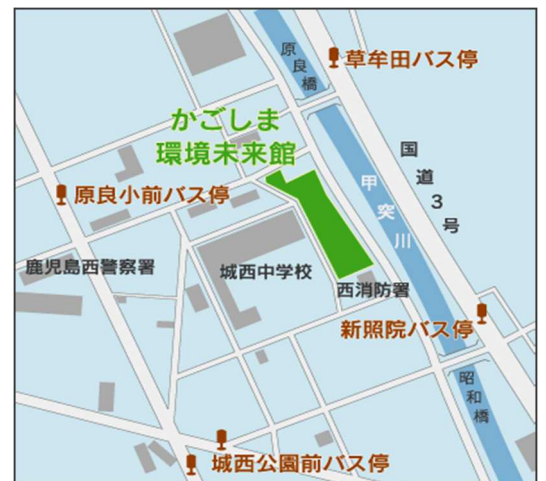 原良橋
草牟田バス停
かごしま
環境未来館
国道3号
甲突川
原良小前バス停
鹿児島西警察署
城西中学校
西消防署
新照院バス停
昭和橋
城西公園前バス停